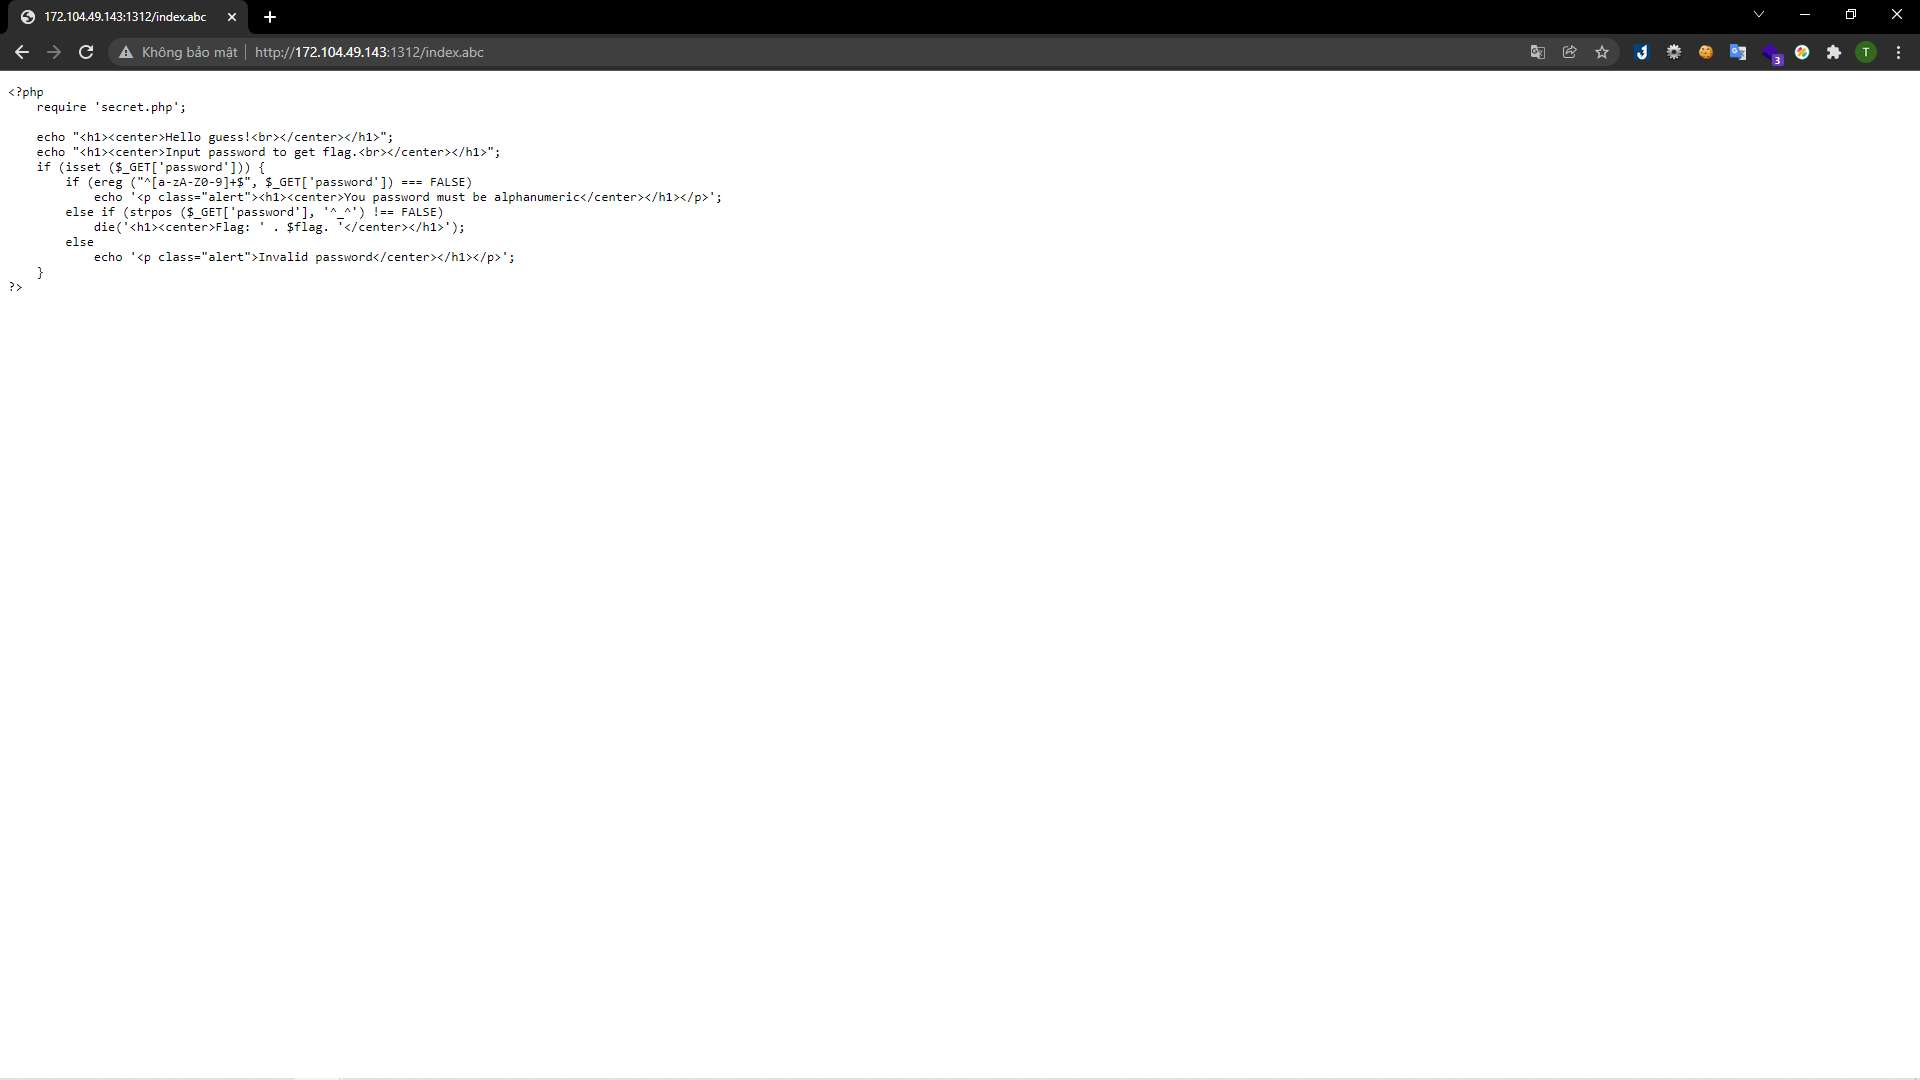 172.104.49.143:1312/index.abc
Không bảo mật http://172.104.49.143:1312/index.abc
3
T
<?php
    require 'secret.php';

    echo "<h1><center>Hello guess!<br></center></h1>";
    echo "<h1><center>Input password to get flag.<br></center></h1>";
    if (isset ($_GET['password'])) {
        if (ereg ("^[a-zA-Z0-9]+$", $_GET['password']) === FALSE)
            echo '<p class="alert"><h1><center>You password must be alphanumeric</center></h1></p>';
        else if (strpos ($_GET['password'], '^_^') !== FALSE)
            die('<h1><center>Flag: ' . $flag. '</center></h1>');
        else
            echo '<p class="alert">Invalid password</center></h1></p>';
    }
?>